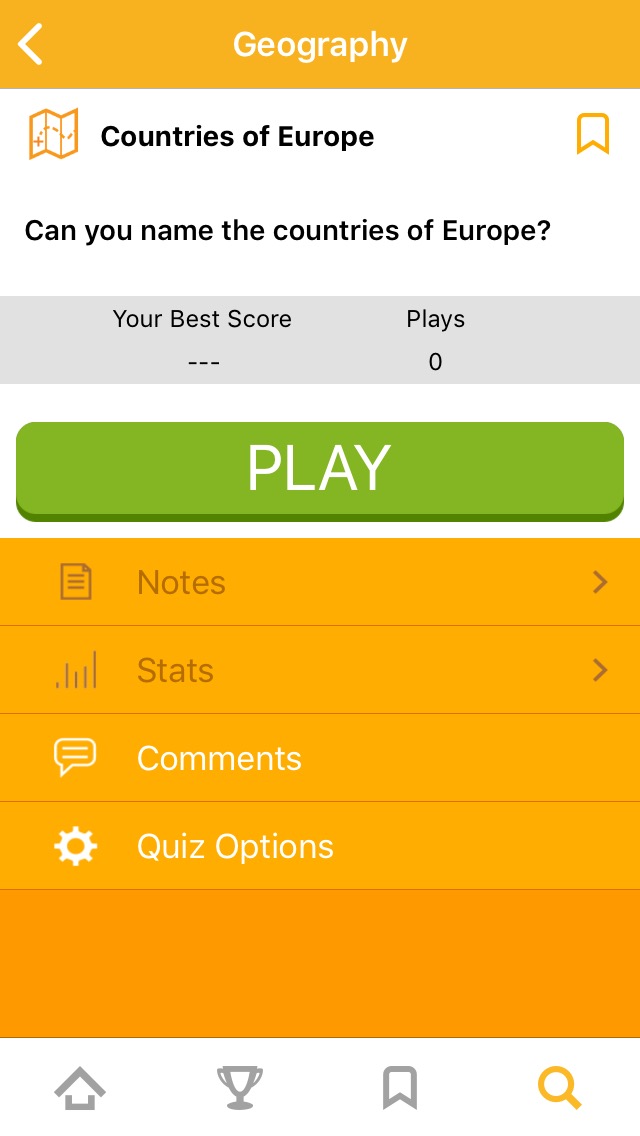 Geography
Countries of Europe
Can you name the countries of Europe?
Your Best Score Plays
--- 0
PLAY
Notes
Stats
Comments
Quiz Options